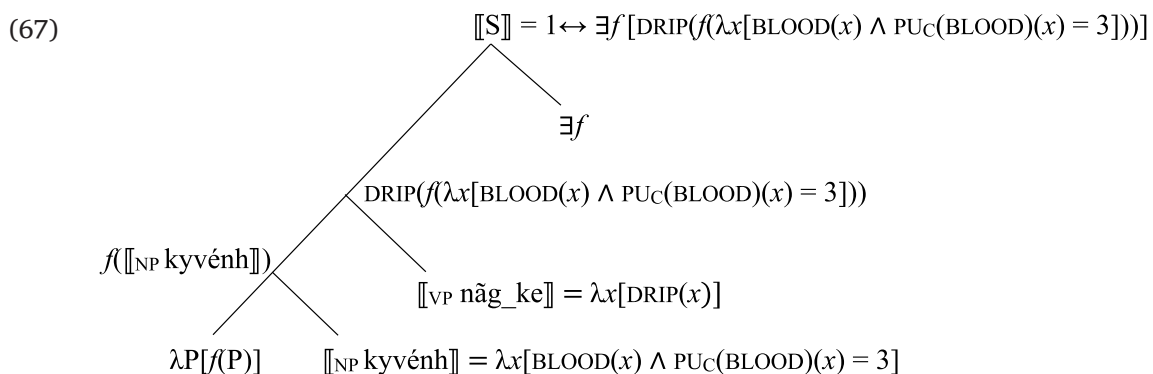 (67)
⟦S⟧ = 1↔ ∃f [DRIP(f(λx[BLOOD(x) ∧ PUC(BLOOD)(x) = 3]))]
∃f
DRIP(f(λx[BLOOD(x) ∧ PUC(BLOOD)(x) = 3]))
f(⟦NP kyvénh⟧)
⟦VP nãg_ke⟧ = λx[DRIP(x)]
λP[f(P)] ⟦NP kyvénh⟧ = λx[BLOOD(x) ∧ PUC(BLOOD)(x) = 3]